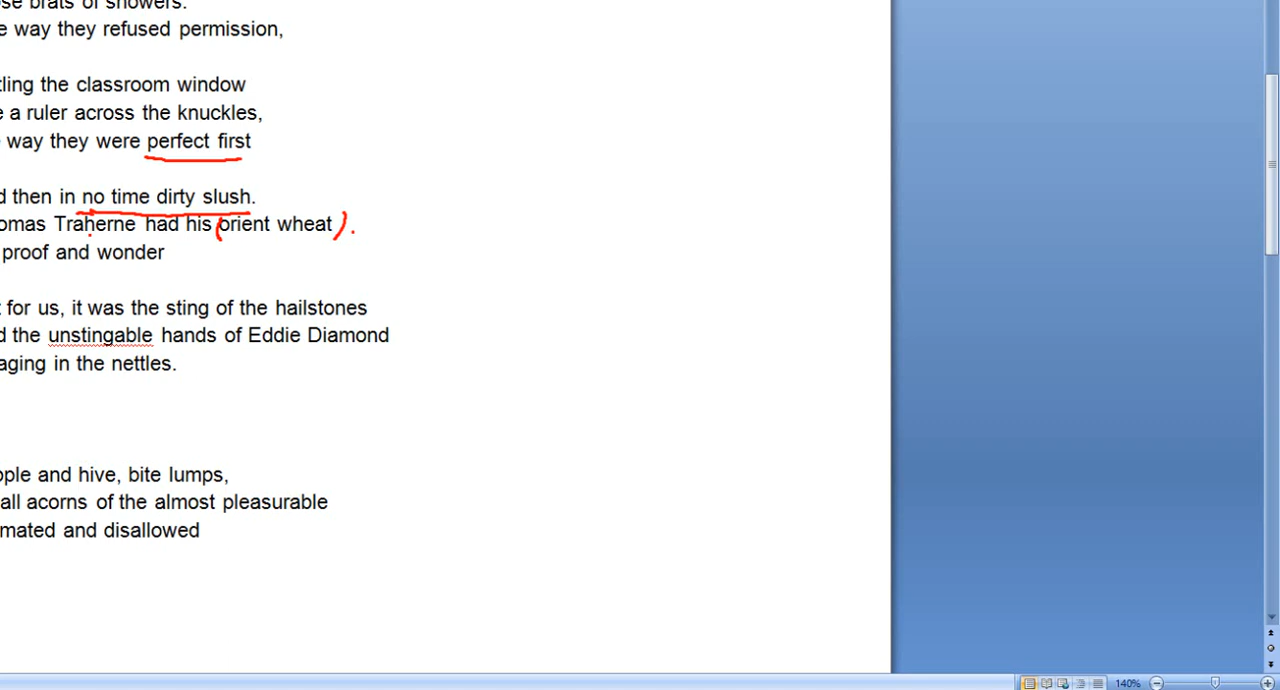 se brats of showers.
e way they refused permission,
tling the classroom window
e a ruler across the knuckles,
e way they were perfect first
d then in no time dirty slush.
omas Traherne had his (orient wheat).
proof and wonder
t for us, it was the sting of the hailstones
d the unstingable hands of Eddie Diamond
aging in the nettles.
pple and hive, bite lumps,
all acorns of the almost pleasurable
mated and disallowed
140%